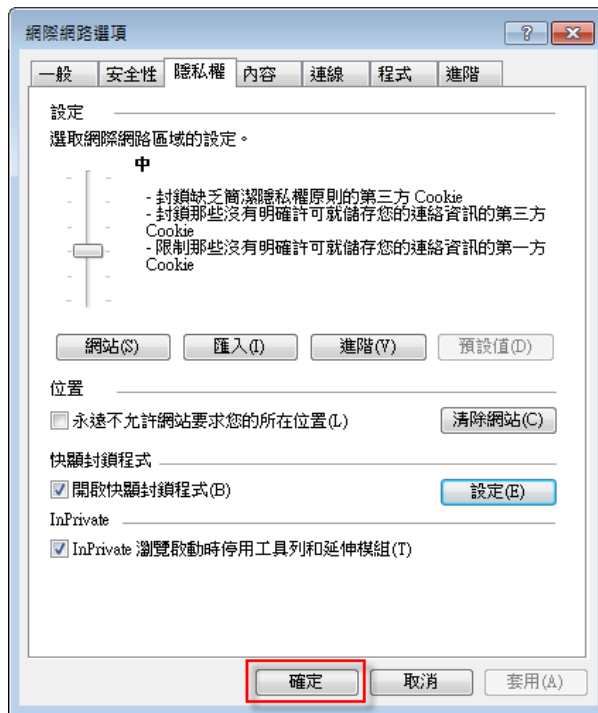 網際網路選項
一般 安全性 隱私權 內容 連線 程式 進階
設定
選取網際網路區域的設定。
中
- 封鎖缺乏簡潔隱私權原則的第三方 Cookie
- 封鎖那些沒有明確許可就儲存您的連絡資訊的第三方
Cookie
- 限制那些沒有明確許可就儲存您的連絡資訊的第一方
Cookie
網站(S) 匯入(I) 進階(V) 預設值(D)
位置
永遠不允許網站要求您的所在位置(L) 清除網站(C)
快顯封鎖程式
開啟快顯封鎖程式(B) 設定(E)
InPrivate
InPrivate 瀏覽啟動時停用工具列和延伸模組(T)
確定 取消 套用(A)